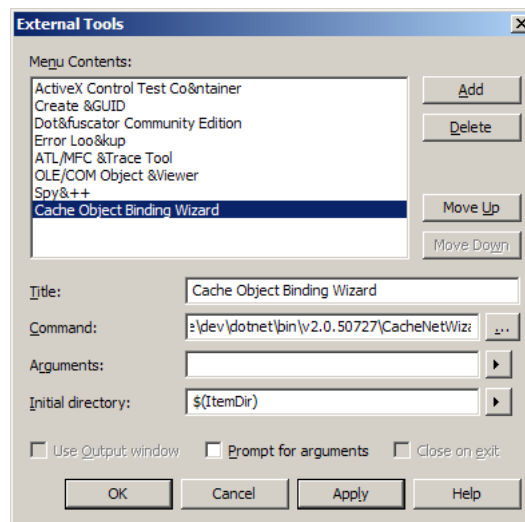 External Tools
Menu Contents:
ActiveX Control Test Co&ntainer
Create &GUID
Dot&fuscator Community Edition
Error Loo&kup
ATL/MFC &Trace Tool
OLE/COM Object &Viewer
Spy&++
Cache Object Binding Wizard
Add
Delete
Move Up
Move Down
Title:
Cache Object Binding Wizard
Command:
e\dev\dotnet\bin\v2.0.50727\CacheNetWiza
...
Arguments:
Initial directory:
$(ItemDir)
Use Output window
Prompt for arguments
Close on exit
OK
Cancel
Apply
Help